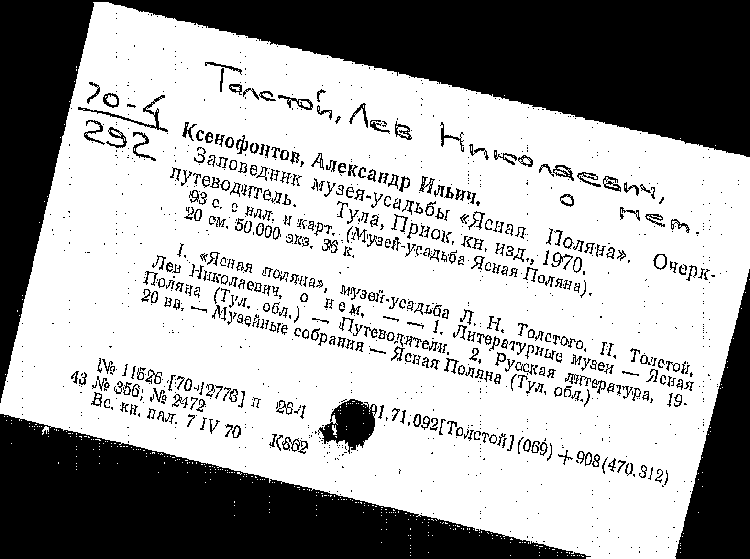 Толстой, Лев Николаевич,
о нем.
70-4
292
Ксенофонтов, Александр Ильич.
Заповедник музея-усадьбы «Ясная Поляна». Очерк-
путеводитель. Тула, Приок. кн. изд., 1970.
93 с. с илл. и карт. (Музей-усадьба Ясная Поляна).
20 см. 50.000 экз. 36 к.
I. «Ясная поляна», музей-усадьба Л. Н. Толстого. II. Толстой,
Лев Николаевич, о нем. — — 1. Литературные музеи — Ясная
Поляна (Тул. обл.) — Путеводители. 2. Русская литература, 19-
20 вв. — Музейные собрания — Ясная Поляна (Тул. обл.)
№ 11526 [70-12776] п 26-1 91.71.092[Толстой](069) + 908(470.312)
43 № 356; № 2472
Вс. кн. пал. 7 IV 70 К862